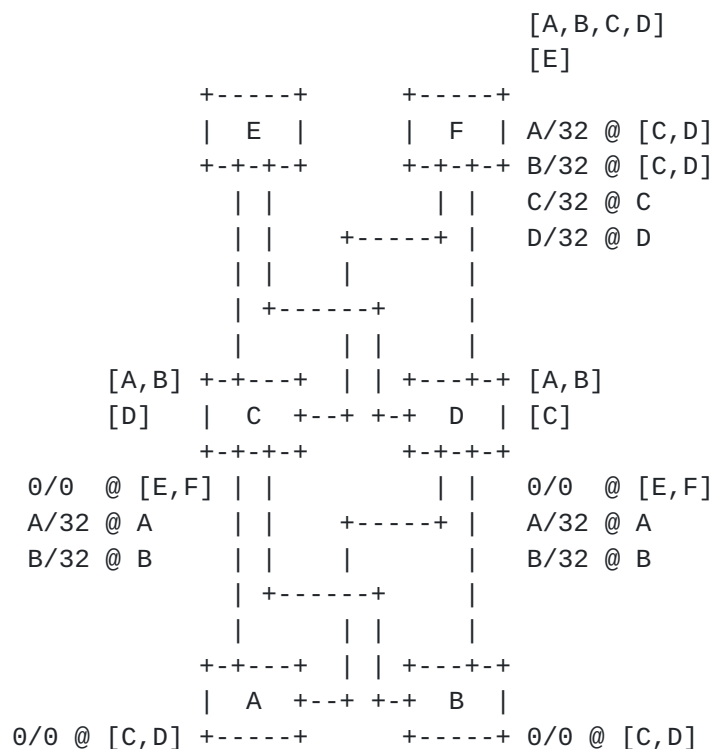 [A,B,C,D]
[E]
+-----+ +-----+
| E | | F | A/32 @ [C,D]
+-+-+-+ +-+-+-+ B/32 @ [C,D]
| | | | C/32 @ C
| | +-----+ | D/32 @ D
| | | |
| +------+ |
| | | |
[A,B] +-+---+ | | +---+-+ [A,B]
[D] | C +--+ +-+ D | [C]
+-+-+-+ +-+-+-+
0/0 @ [E,F] | | | | 0/0 @ [E,F]
A/32 @ A | | +-----+ | A/32 @ A
B/32 @ B | | | | B/32 @ B
| +------+ |
| | | |
+-+---+ | | +---+-+
| A +--+ +-+ B |
0/0 @ [C,D] +-----+ +-----+ 0/0 @ [C,D]